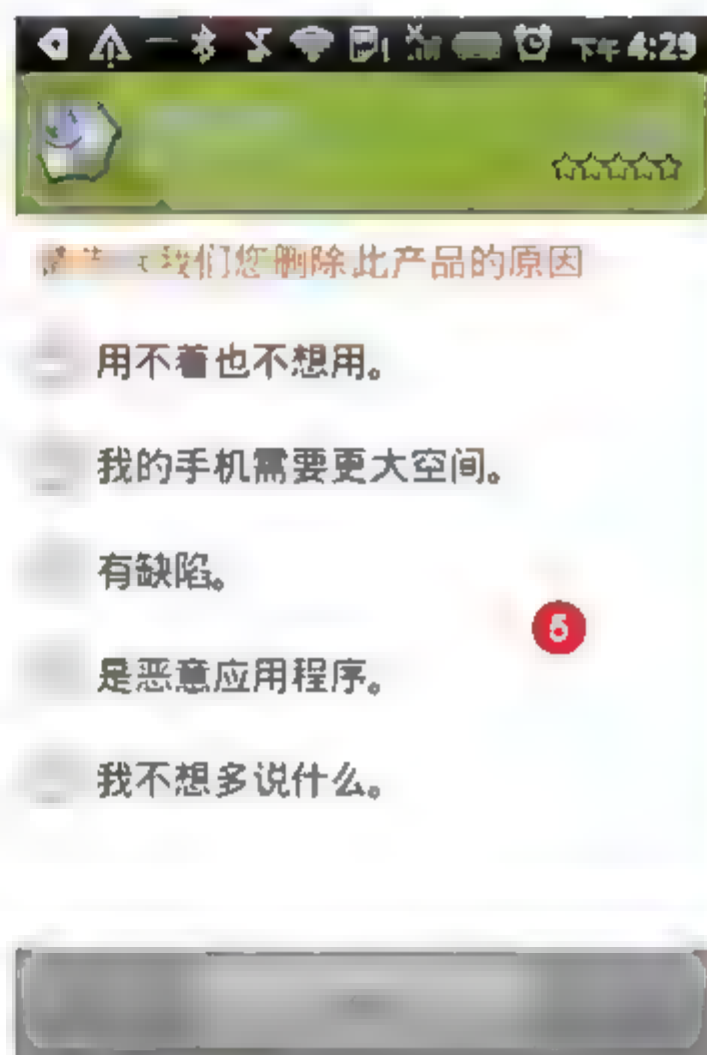 下午 4:29
我们您删除此产品的原因
用不着也不想用。
我的手机需要更大空间。
有缺陷。
5
是恶意应用程序。
我不想多说什么。